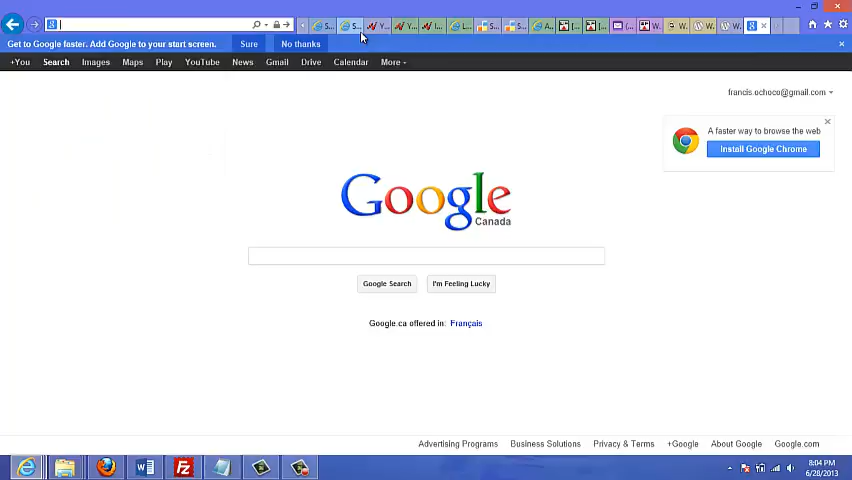 S... S... Y... Y... I... L... S... S... A... [... [... W... W... W... W... W...
Get to Google faster. Add Google to your start screen. Sure No thanks
+You Search Images Maps Play YouTube News Gmail Drive Calendar More
francis.ochoco@gmail.com
A faster way to browse the web
Install Google Chrome
Google
Canada
Google Search I'm Feeling Lucky
Google.ca offered in: Français
Advertising Programs Business Solutions Privacy & Terms +Google About Google Google.com
8:04 PM
6/28/2013